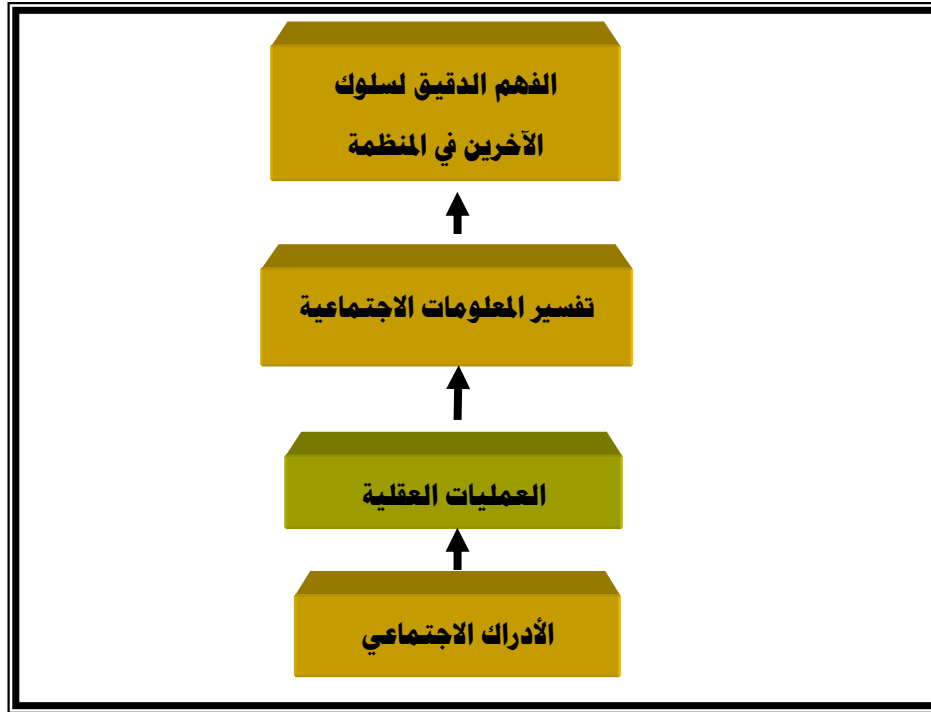 الفهم الدقيق لسلوك
الآخرين في المنظمة
تفسير المعلومات الاجتماعية
العمليات العقلية
الأدراك الاجتماعي